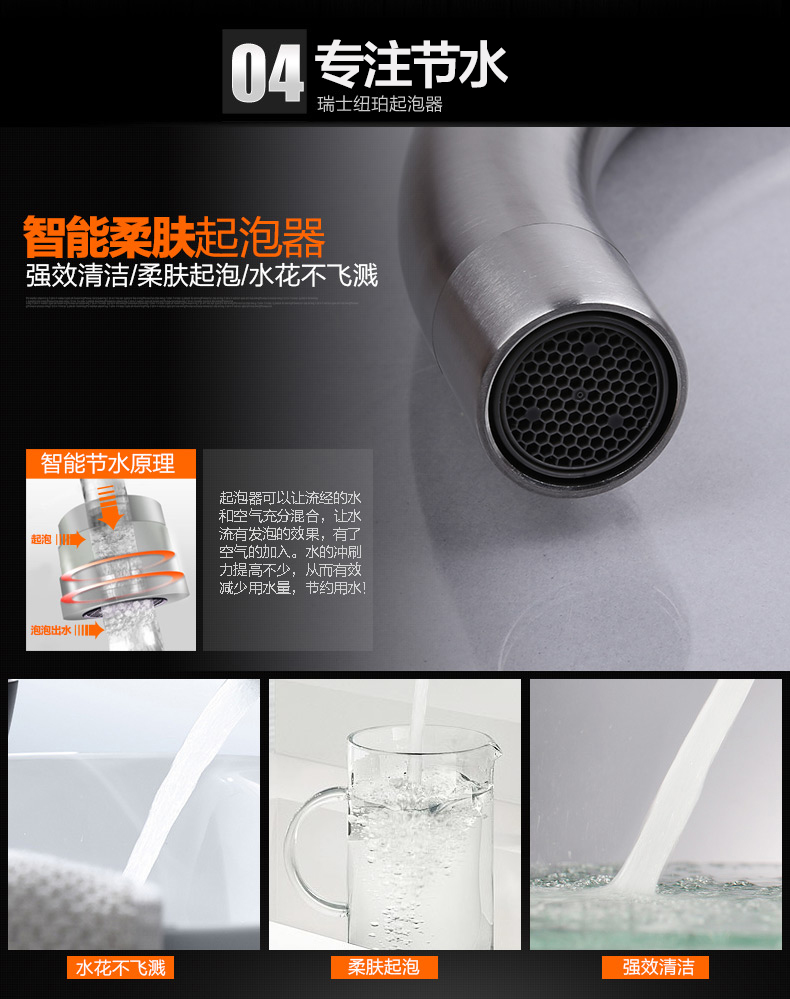 04 专注节水
瑞士纽珀起泡器
智能柔肤起泡器
强效清洁/柔肤起泡/水花不飞溅
智能节水原理
起泡
泡泡出水
起泡器可以让流经的水
和空气充分混合，让水
流有发泡的效果，有了
空气的加入。水的冲刷
力提高不少，从而有效
减少用水量，节约用水!
水花不飞溅
柔肤起泡
强效清洁